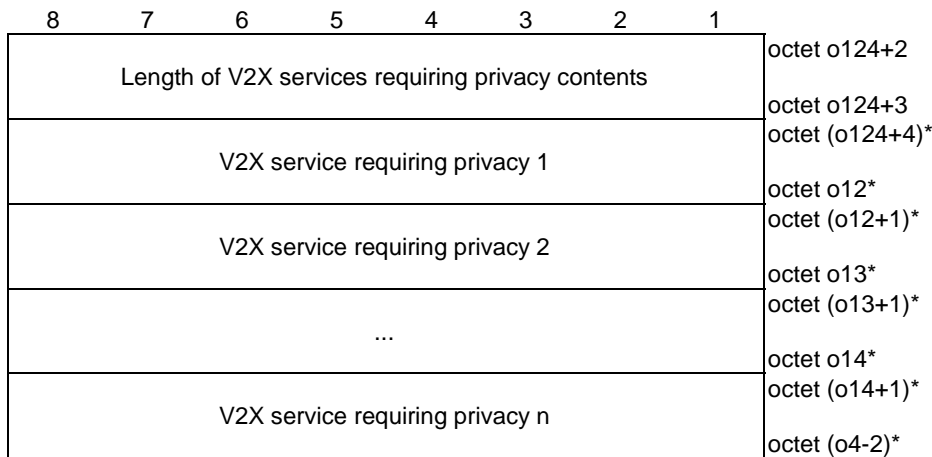 8 7 6 5 4 3 2 1
octet o124+2
Length of V2X services requiring privacy contents
octet o124+3
octet (o124+4)*
V2X service requiring privacy 1
octet o12*
octet (o12+1)*
V2X service requiring privacy 2
octet o13*
octet (o13+1)*
...
octet o14*
octet (o14+1)*
V2X service requiring privacy n
octet (o4-2)*